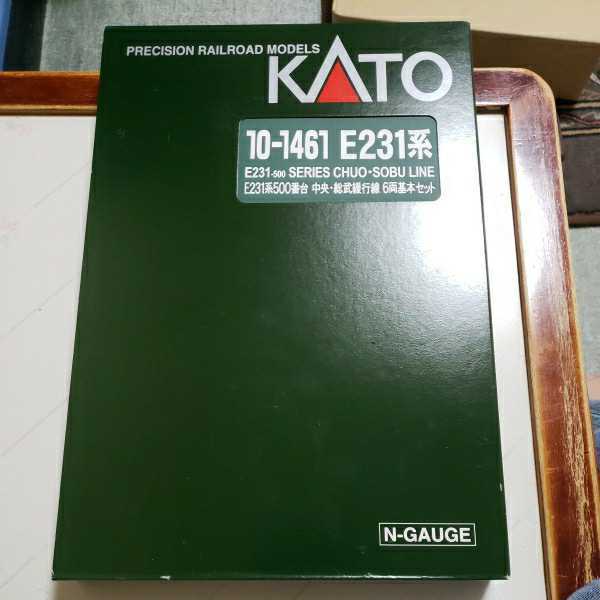 PRECISION RAILROAD MODELS
KATO
10-1461 E231系
E231-500 SERIES CHUO・SOBU LINE
E231系500番台 中央・総武緩行線 6両基本セット
N-GAUGE